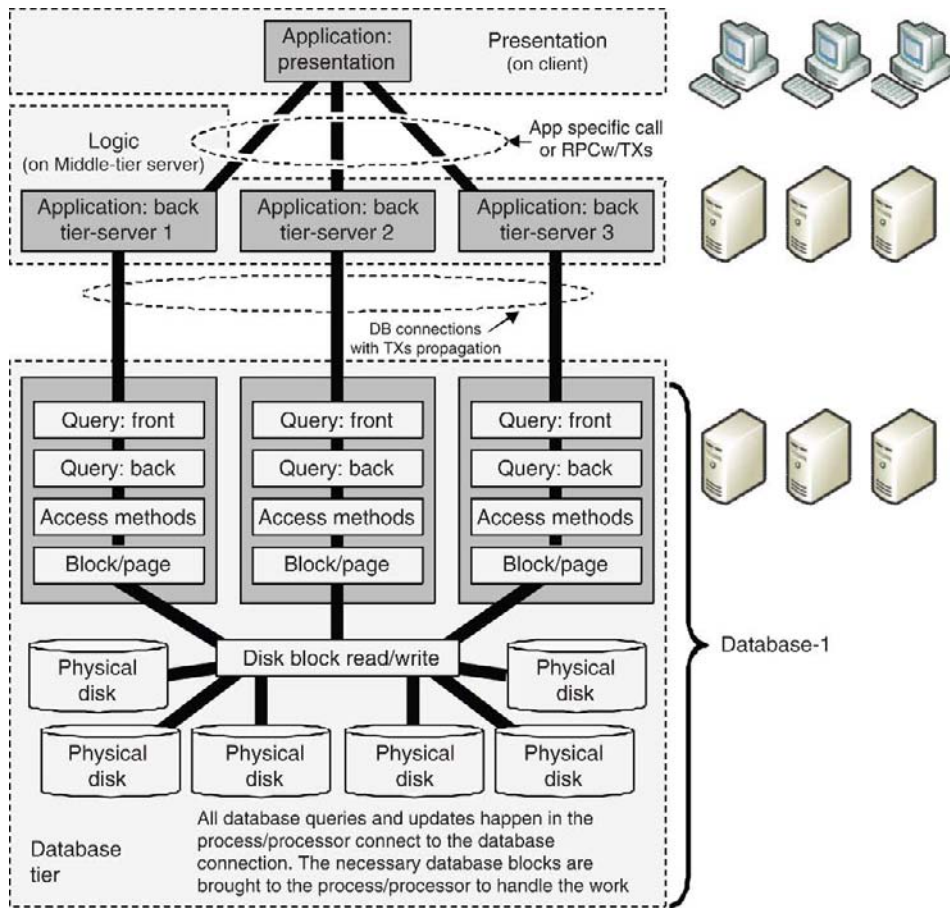 Application:
presentation
Presentation
(on client)
Logic
(on Middle-tier server)
App specific call
or RPCw/TXs
Application: back
tier-server 1
Application: back
tier-server 2
Application: back
tier-server 3
DB connections
with TXs propagation
Query: front
Query: front
Query: front
Query: back
Query: back
Query: back
Access methods
Access methods
Access methods
Block/page
Block/page
Block/page
Disk block read/write
Database-1
Physical
disk
Physical
disk
Physical
disk
Physical
disk
Physical
disk
Physical
disk
All database queries and updates happen in the
process/processor connect to the database
connection. The necessary database blocks are
brought to the process/processor to handle the work
Database
tier